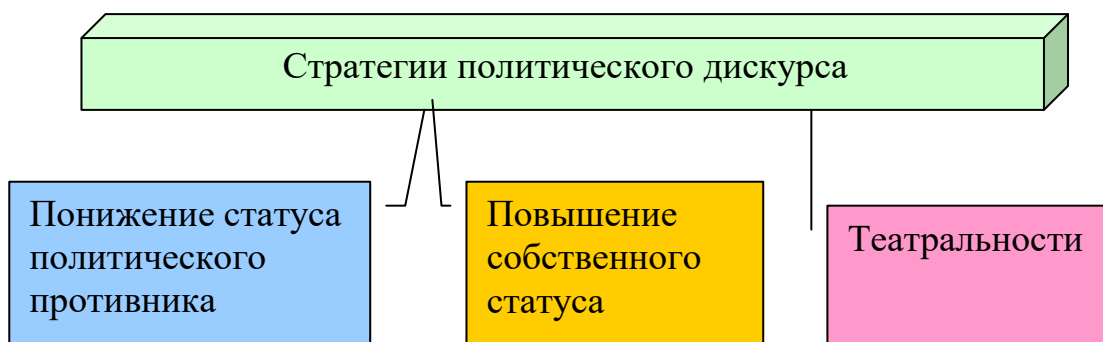 Стратегии политического дискурса
Понижение статуса
политического
противника
Повышение
собственного
статуса
Театральности